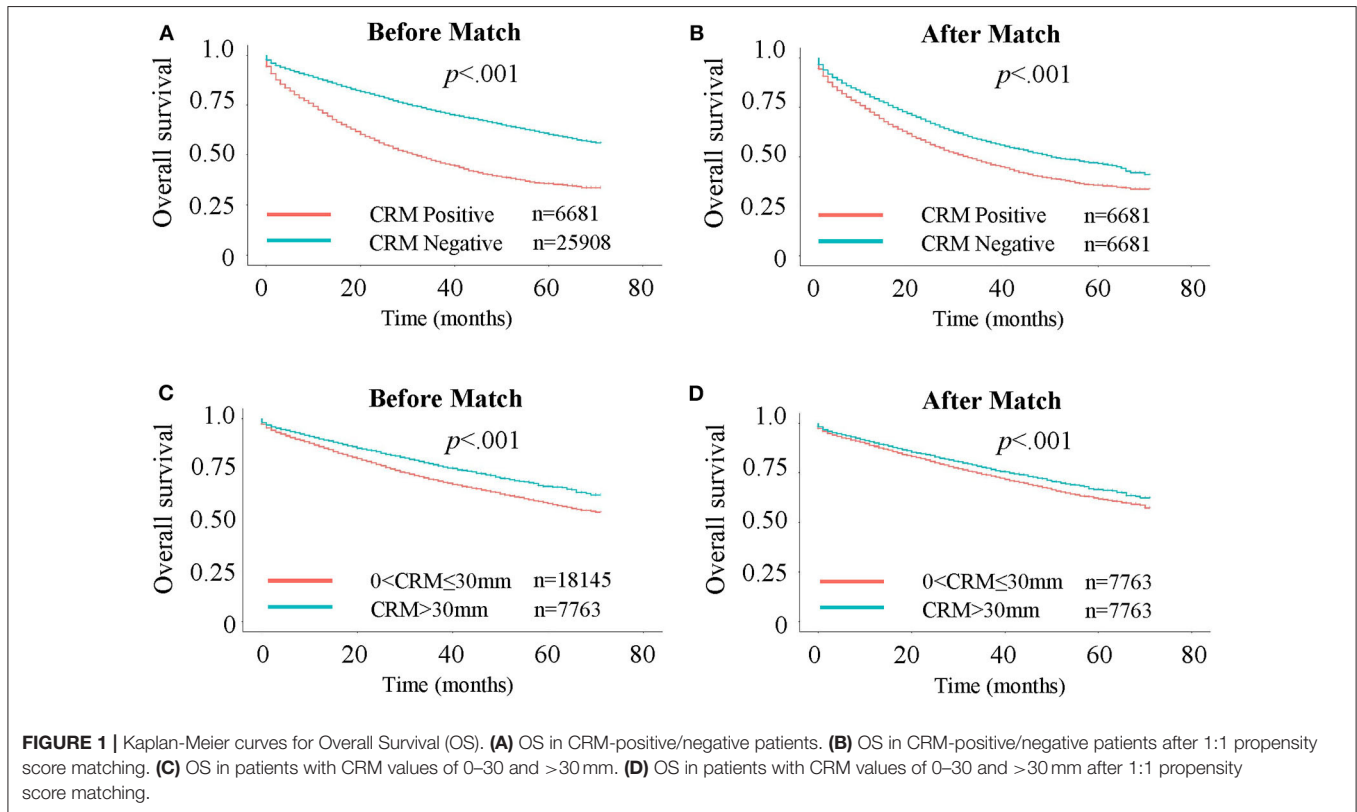 A
Before Match
p<.001
Overall survival
1.0
0.75
0.50
0.25
0
CRM Positive n=6681
CRM Negative n=25908
0 20 40 60 80
Time (months)
B
After Match
p<.001
Overall survival
1.0
0.75
0.50
0.25
0
CRM Positive n=6681
CRM Negative n=6681
0 20 40 60 80
Time (months)
C
Before Match
p<.001
Overall survival
1.0
0.75
0.50
0.25
0
0<CRM≤30mm n=18145
CRM>30mm n=7763
0 20 40 60 80
Time (months)
D
After Match
p<.001
Overall survival
1.0
0.75
0.50
0.25
0
0<CRM≤30mm n=7763
CRM>30mm n=7763
0 20 40 60 80
Time (months)
FIGURE 1 | Kaplan-Meier curves for Overall Survival (OS). (A) OS in CRM-positive/negative patients. (B) OS in CRM-positive/negative patients after 1:1 propensity
score matching. (C) OS in patients with CRM values of 0–30 and >30 mm. (D) OS in patients with CRM values of 0–30 and >30 mm after 1:1 propensity
score matching.